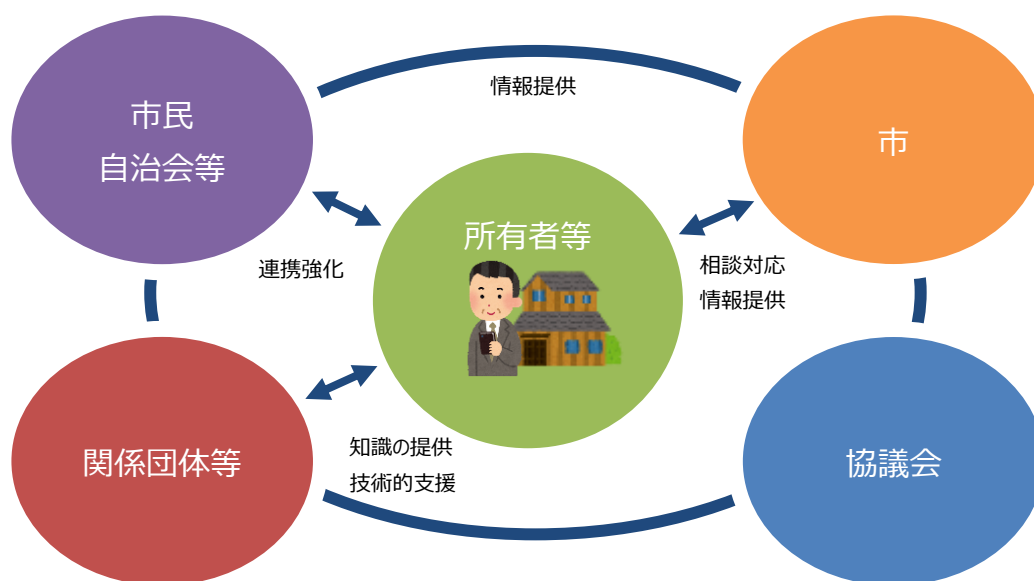 情報提供
市民
自治会等
市
所有者等
連携強化
相談対応
情報提供
関係団体等
知識の提供
技術的支援
協議会